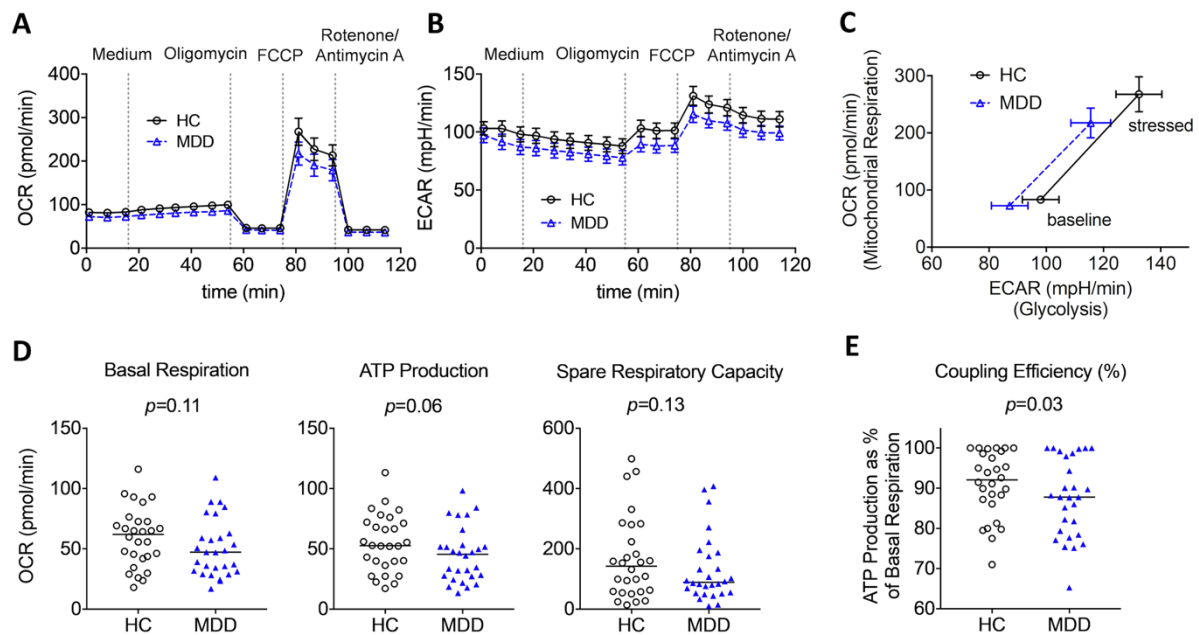 A
Medium Oligomycin FCCP Rotenone/
Antimycin A
OCR (pmol/min)
400
300
200
100
0
HC
MDD
0 20 40 60 80 100 120
time (min)
B
Medium Oligomycin FCCP Rotenone/
Antimycin A
ECAR (mpH/min)
150
100
50
0
HC
MDD
0 20 40 60 80 100 120
time (min)
C
OCR (pmol/min)
(Mitochondrial Respiration)
300
200
100
0
HC
MDD
stressed
baseline
60 80 100 120 140
ECAR (mpH/min)
(Glycolysis)
D
Basal Respiration
p=0.11
OCR (pmol/min)
150
100
50
0
HC MDD
ATP Production
p=0.06
150
100
50
0
HC MDD
Spare Respiratory Capacity
p=0.13
600
400
200
0
HC MDD
E
Coupling Efficiency (%)
p=0.03
ATP Production as %
of Basal Respiration
100
90
80
70
60
HC MDD